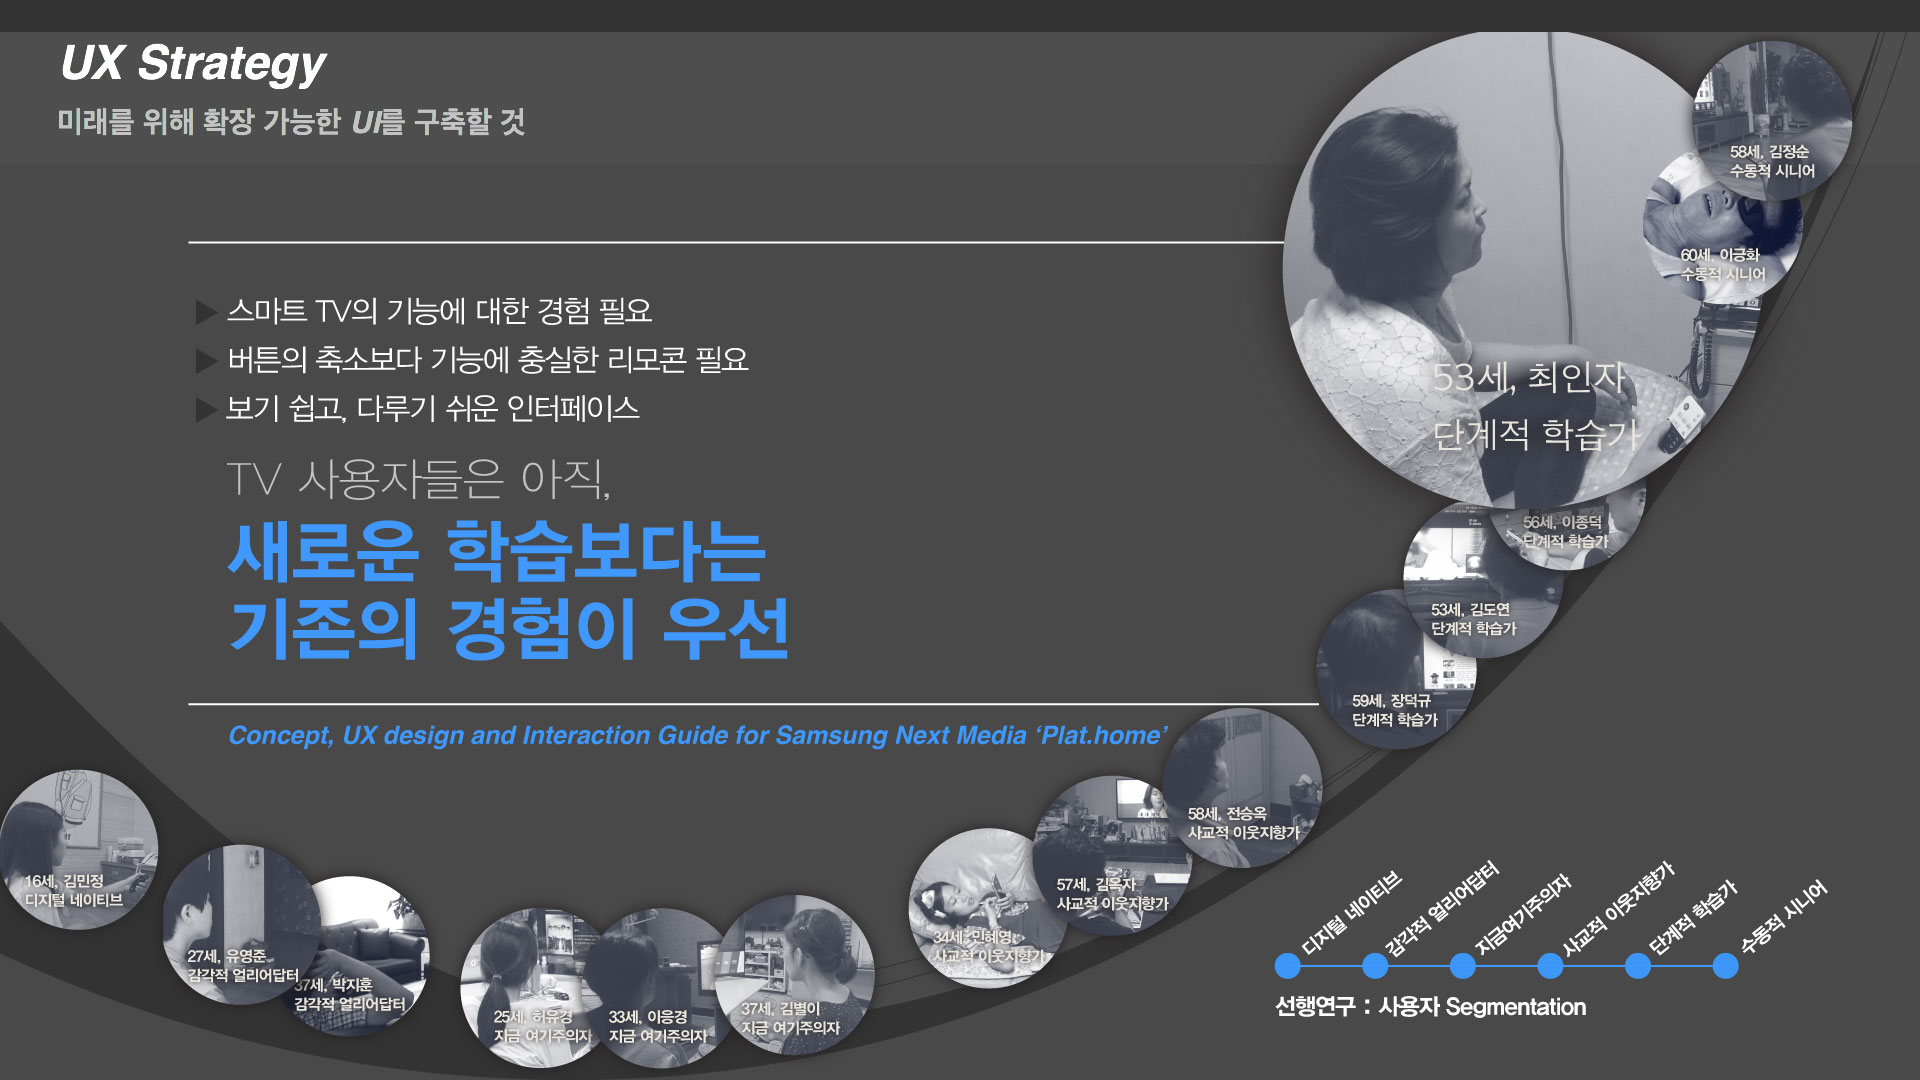 UX Strategy
미래를 위해 확장 가능한 UI를 구축할 것
58세, 김정순
수동적 시니어
60세, 이긍화
수동적 시니어
스마트 TV의 기능에 대한 경험 필요
버튼의 축소보다 기능에 충실한 리모콘 필요
보기 쉽고, 다루기 쉬운 인터페이스
53세, 최인자
단계적 학습가
TV 사용자들은 아직,
새로운 학습보다는
기존의 경험이 우선
56세, 이종덕
단계적 학습가
53세, 김도연
단계적 학습가
59세, 장덕규
단계적 학습가
Concept, UX design and Interaction Guide for Samsung Next Media ‘Plat.home’
58세, 전승옥
사교적 이웃지향가
57세, 김옥자
사교적 이웃지향가
34세, 민혜영
사교적 이웃지향가
16세, 김민정
디지털 네이티브
27세, 유영준
감각적 얼리어답터
37세, 박지훈
감각적 얼리어답터
25세, 허유경
지금 여기주의자
33세, 이응경
지금 여기주의자
37세, 김별이
지금 여기주의자
디지털 네이티브
감각적 얼리어답터
지금여기주의자
사교적 이웃지향가
단계적 학습가
수동적 시니어
선행연구 : 사용자 Segmentation